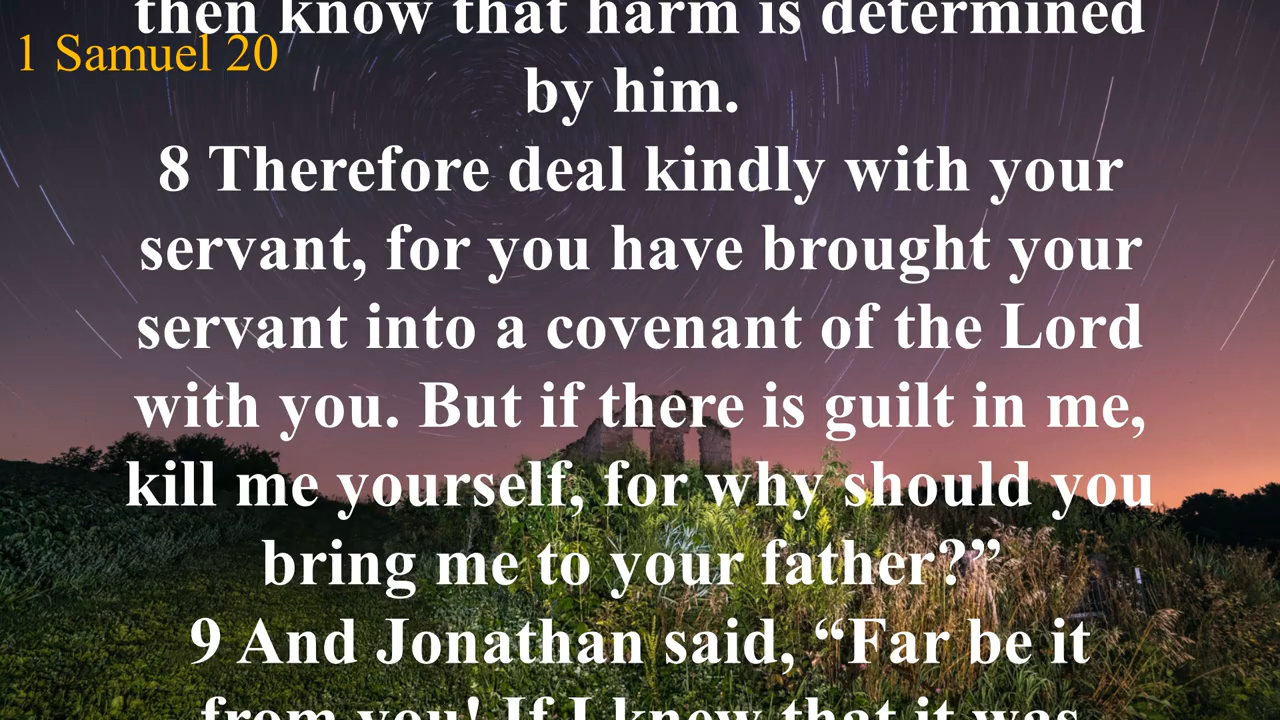 then know that harm is determined
1 Samuel 20
by him.
8 Therefore deal kindly with your
servant, for you have brought your
servant into a covenant of the Lord
with you. But if there is guilt in me,
kill me yourself, for why should you
bring me to your father?”
9 And Jonathan said, “Far be it
from you! If I knew that it was